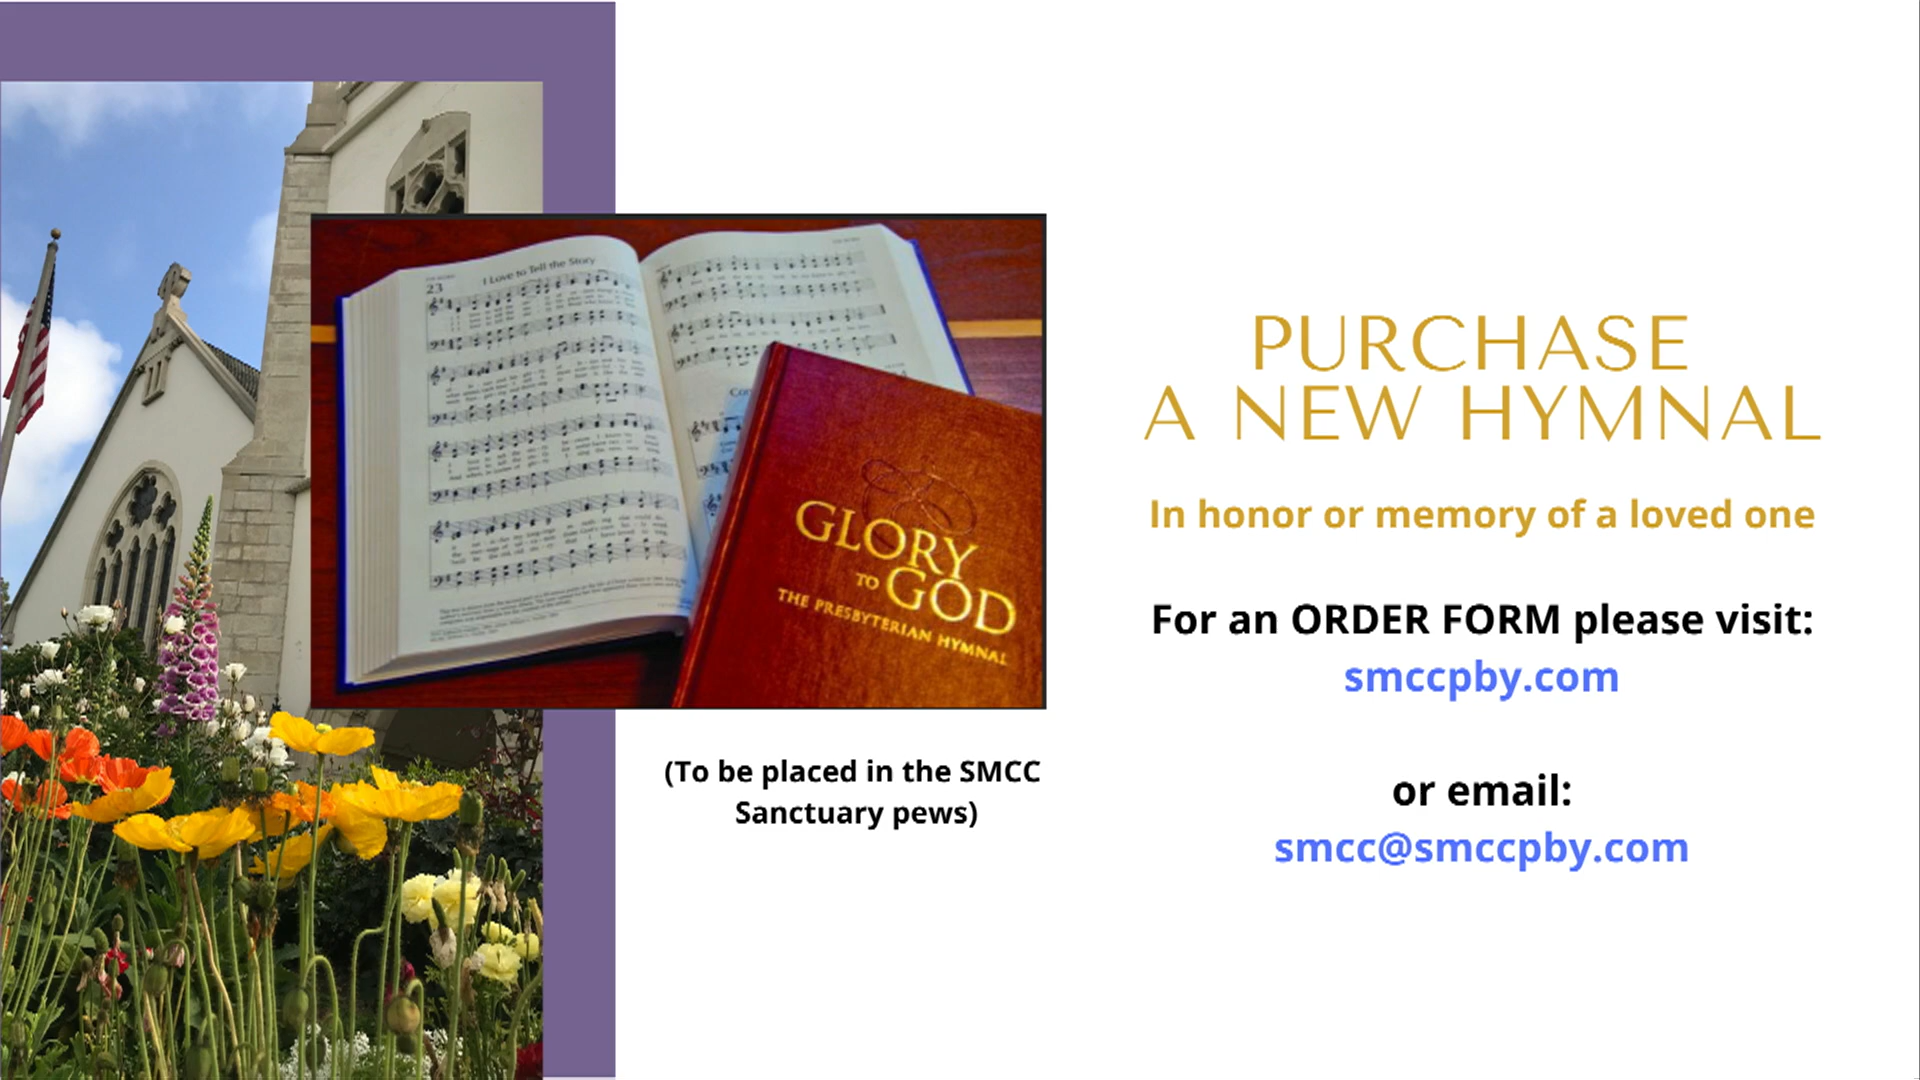 23
I Love to Tell the Story
GLORY
TO GOD
THE PRESBYTERIAN HYMNAL
(To be placed in the SMCC
Sanctuary pews)
PURCHASE
A NEW HYMNAL
In honor or memory of a loved one
For an ORDER FORM please visit:
smccpby.com
or email:
smcc@smccpby.com